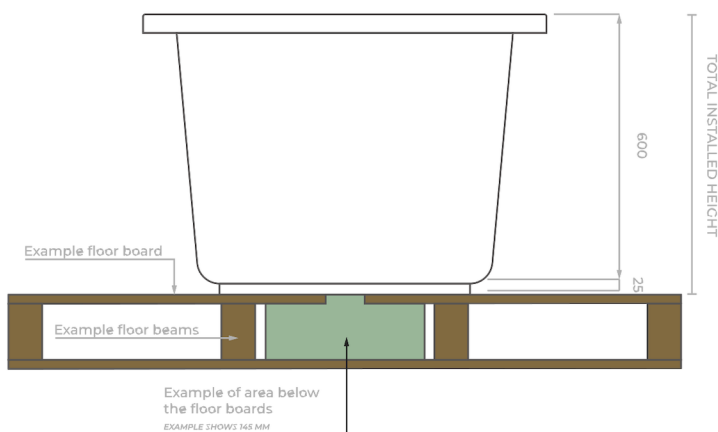 600
TOTAL INSTALLED HEIGHT
Example floor board
25
Example floor beams
Example of area below
the floor boards
EXAMPLE SHOWS 145 MM